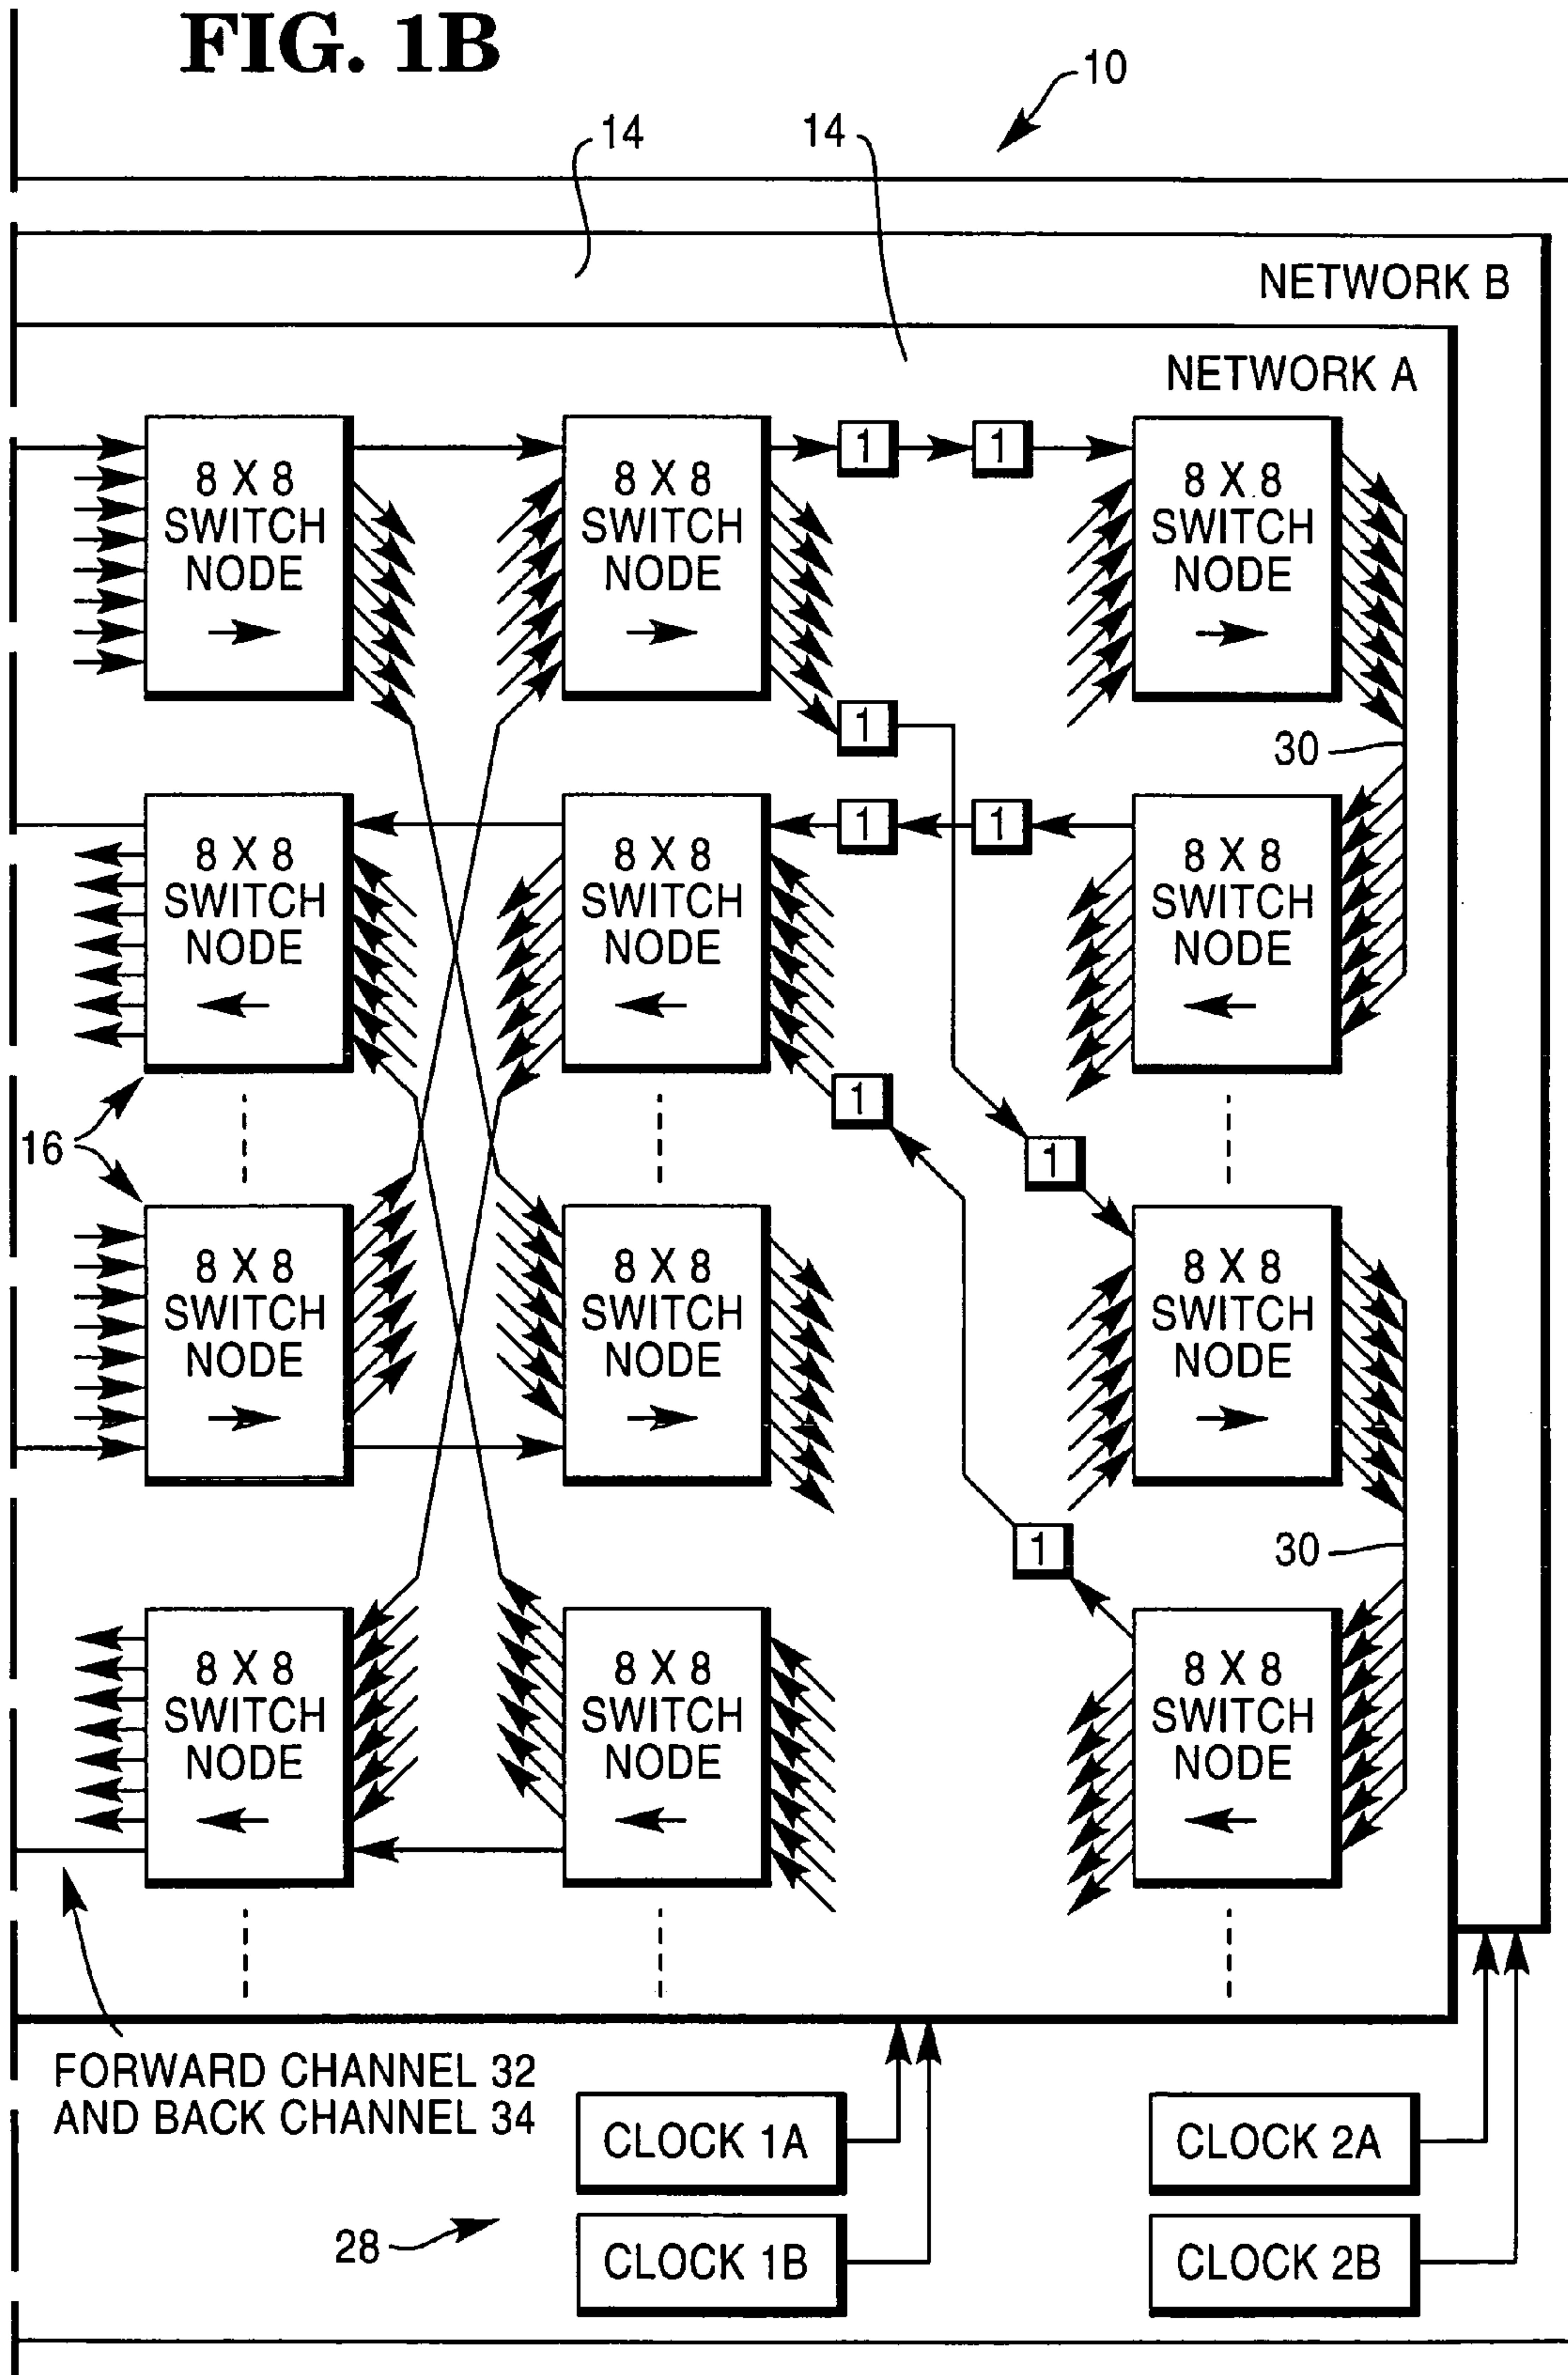 FIG. 1B
10
14
14
NETWORK B
NETWORK A
8 X 8
SWITCH
NODE
8 X 8
SWITCH
NODE
1
1
8 X 8
SWITCH
NODE
1
30
8 X 8
SWITCH
NODE
8 X 8
SWITCH
NODE
1
1
8 X 8
SWITCH
NODE
1
16
1
8 X 8
SWITCH
NODE
8 X 8
SWITCH
NODE
8 X 8
SWITCH
NODE
1
30
8 X 8
SWITCH
NODE
8 X 8
SWITCH
NODE
8 X 8
SWITCH
NODE
FORWARD CHANNEL 32
AND BACK CHANNEL 34
CLOCK 1A
CLOCK 2A
28
CLOCK 1B
CLOCK 2B